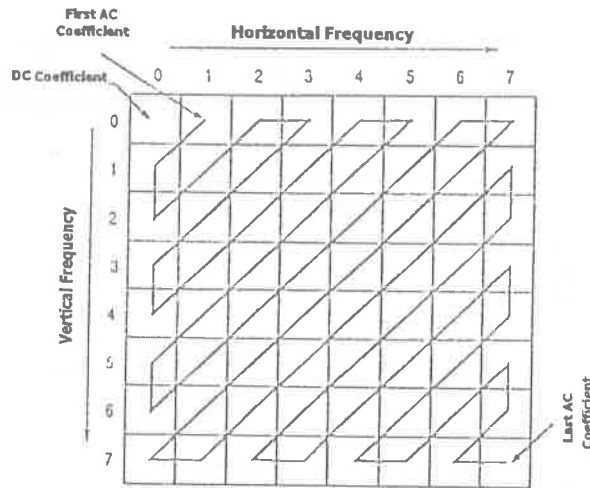 First AC
Coefficient
Horizontal Frequency
DC Coefficient
0 1 2 3 4 5 6 7
0
1
2
3
4
5
6
7
Vertical Frequency
Last AC
Coefficient